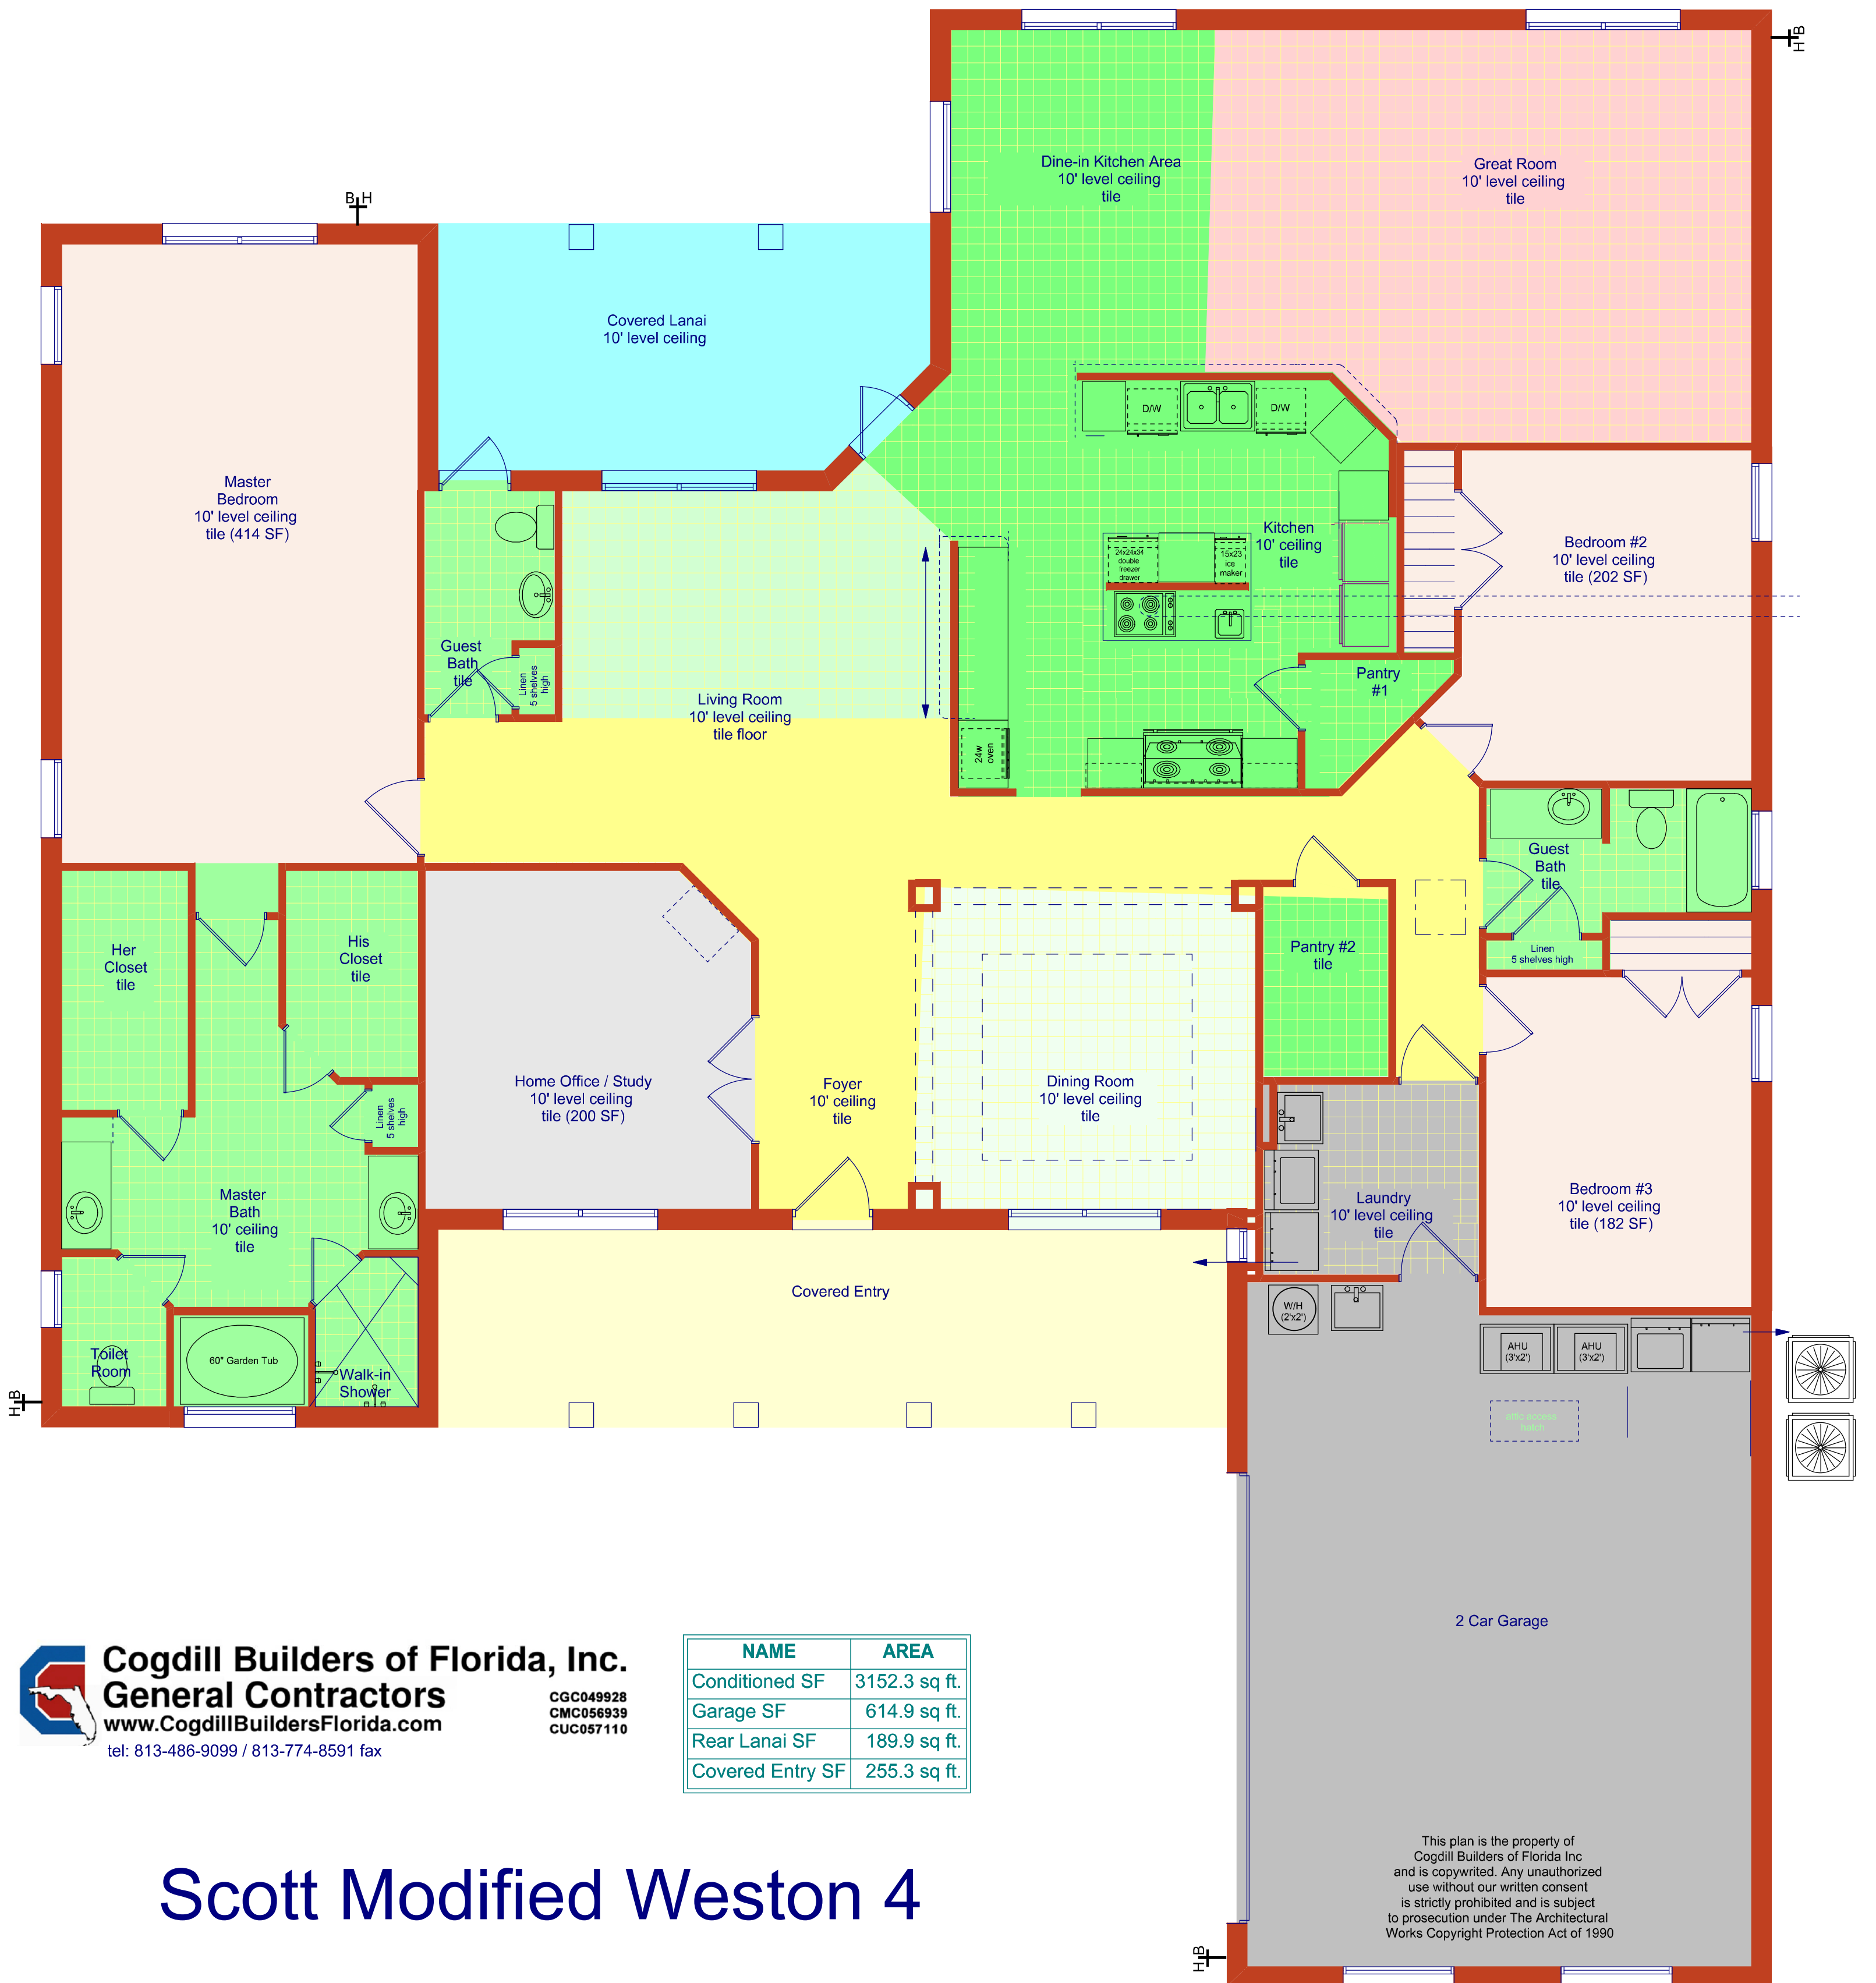 B H
H B
Dine-in Kitchen Area
10' level ceiling
tile
Great Room
10' level ceiling
tile
Covered Lanai
10' level ceiling
Master
Bedroom
10' level ceiling
tile (414 SF)
D/W
D/W
Kitchen
10' ceiling
tile
24x24x34
double
freezer
drawer
15x23
ice
maker
Bedroom #2
10' level ceiling
tile (202 SF)
Guest
Bath
tile
Linen
5 shelves
high
Living Room
10' level ceiling
tile floor
24w
oven
Pantry
#1
Guest
Bath
tile
Linen
5 shelves high
Her
Closet
tile
His
Closet
tile
Linen
5 shelves
high
Pantry #2
tile
Home Office / Study
10' level ceiling
tile (200 SF)
Foyer
10' ceiling
tile
Dining Room
10' level ceiling
tile
Master
Bath
10' ceiling
tile
Laundry
10' level ceiling
tile
Bedroom #3
10' level ceiling
tile (182 SF)
Covered Entry
W/H
(2'x2')
AHU
(3'x2')
AHU
(3'x2')
Toilet
Room
60" Garden Tub
Walk-in
Shower
H B
attic access
hatch
2 Car Garage
Cogdill Builders of Florida, Inc.
General Contractors
www.CogdillBuildersFlorida.com
CGC049928
CMC056939
CUC057110
tel: 813-486-9099 / 813-774-8591 fax
NAME AREA
Conditioned SF 3152.3 sq ft.
Garage SF 614.9 sq ft.
Rear Lanai SF 189.9 sq ft.
Covered Entry SF 255.3 sq ft.
Scott Modified Weston 4
This plan is the property of
Cogdill Builders of Florida Inc
and is copywrited. Any unauthorized
use without our written consent
is strictly prohibited and is subject
to prosecution under The Architectural
Works Copyright Protection Act of 1990
H B